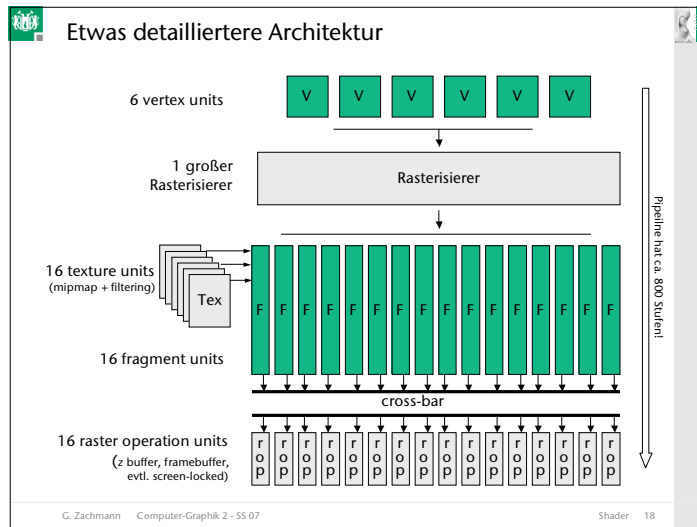 Etwas detailliertere Architektur
6 vertex units
V V V V V V
1 großer
Rasterisierer
Rasterisierer
Pipeilne hat ca. 800 Stufen!
16 texture units
(mipmap + filtering)
Tex
F F F F F F F F F F F F F F F F
16 fragment units
cross-bar
16 raster operation units
(z buffer, framebuffer,
evtl. screen-locked)
rop rop rop rop rop rop rop rop rop rop rop rop rop rop rop rop
G. Zachmann Computer-Graphik 2 - SS 07
Shader 18